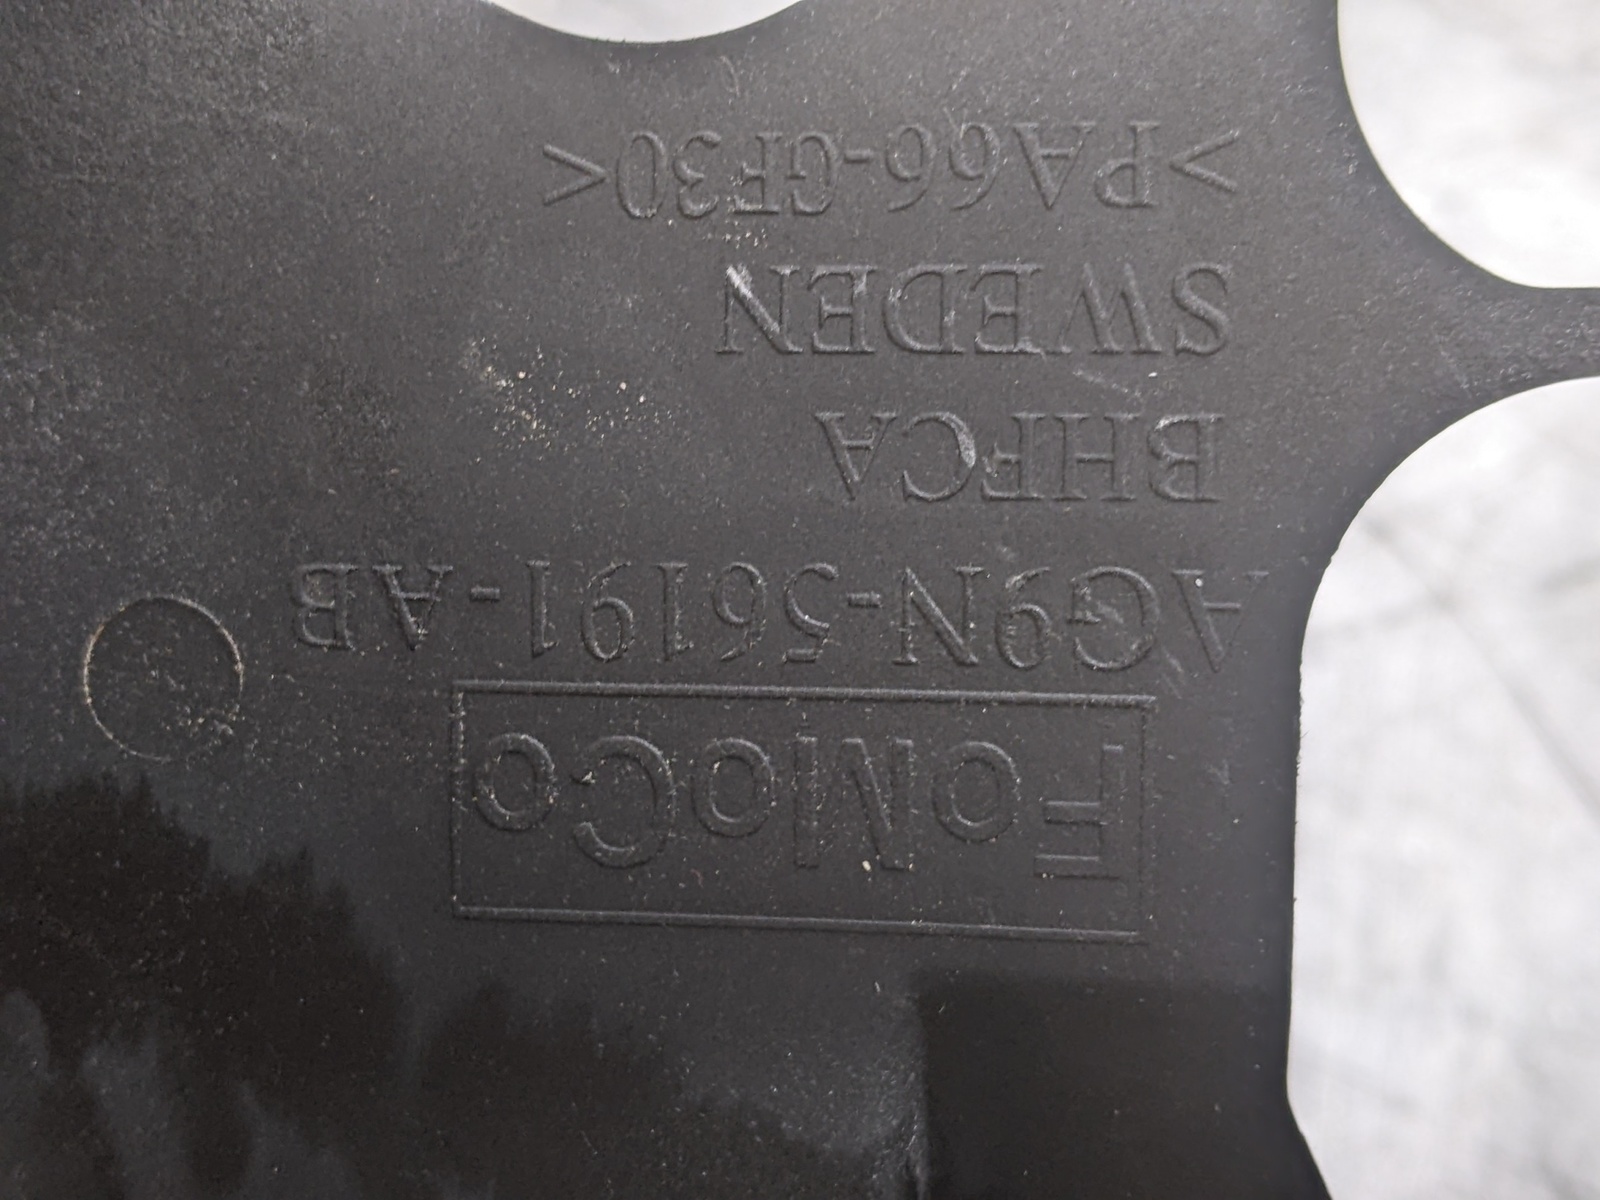 FoMoCo
AG9N-56191-AB
BHFCA
SWEDEN
>PA66-GF30<